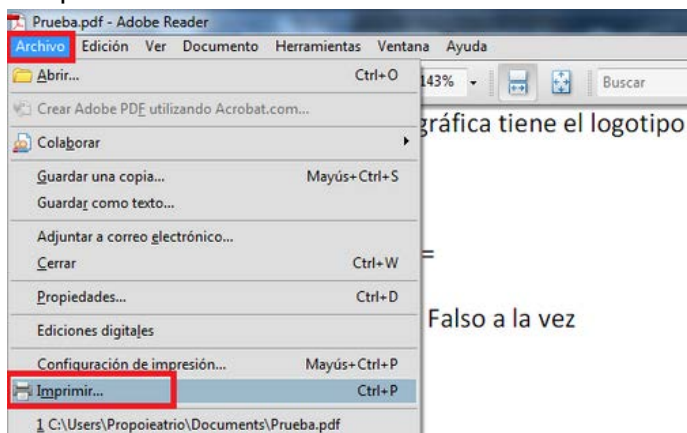 Prueba.pdf - Adobe Reader
Archivo Edición Ver Documento Herramientas Ventana Ayuda
Abrir... Ctrl+O
143% Buscar
Crear Adobe PDF utilizando Acrobat.com...
gráfica tiene el logotipo
Colaborar
Guardar una copia... Mayús+Ctrl+S
Guardar como texto...
Adjuntar a correo electrónico...
=
Cerrar Ctrl+W
Propiedades... Ctrl+D
Falso a la vez
Ediciones digitales
Configuración de impresión... Mayús+Ctrl+P
Imprimir... Ctrl+P
1 C:\Users\Propoieatrio\Documents\Prueba.pdf